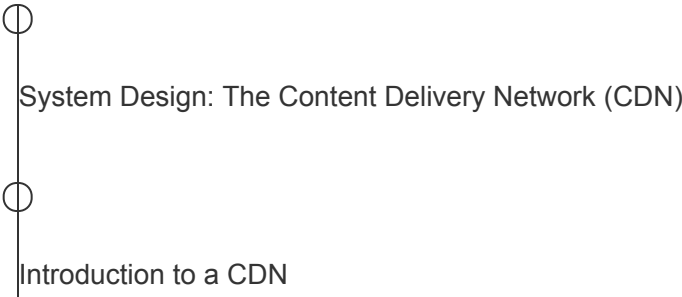 System Design: The Content Delivery Network (CDN)
Introduction to a CDN